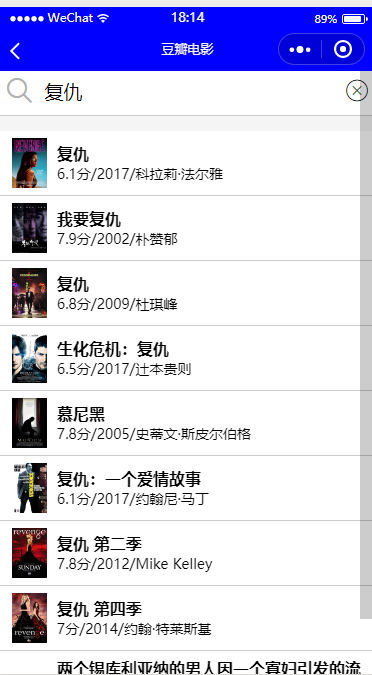 WeChat 18:14 89%
豆瓣电影
复仇
复仇
6.1分/2017/科拉莉·法尔雅
我要复仇
7.9分/2002/朴赞郁
复仇
6.8分/2009/杜琪峰
生化危机：复仇
6.5分/2017/辻本贵则
慕尼黑
7.8分/2005/史蒂文·斯皮尔伯格
复仇：一个爱情故事
6.1分/2017/约翰尼·马丁
复仇 第二季
7.8分/2012/Mike Kelley
复仇 第四季
7分/2014/约翰·特莱斯基
两个锡库利亚纳的男人因一个寡妇引发的流